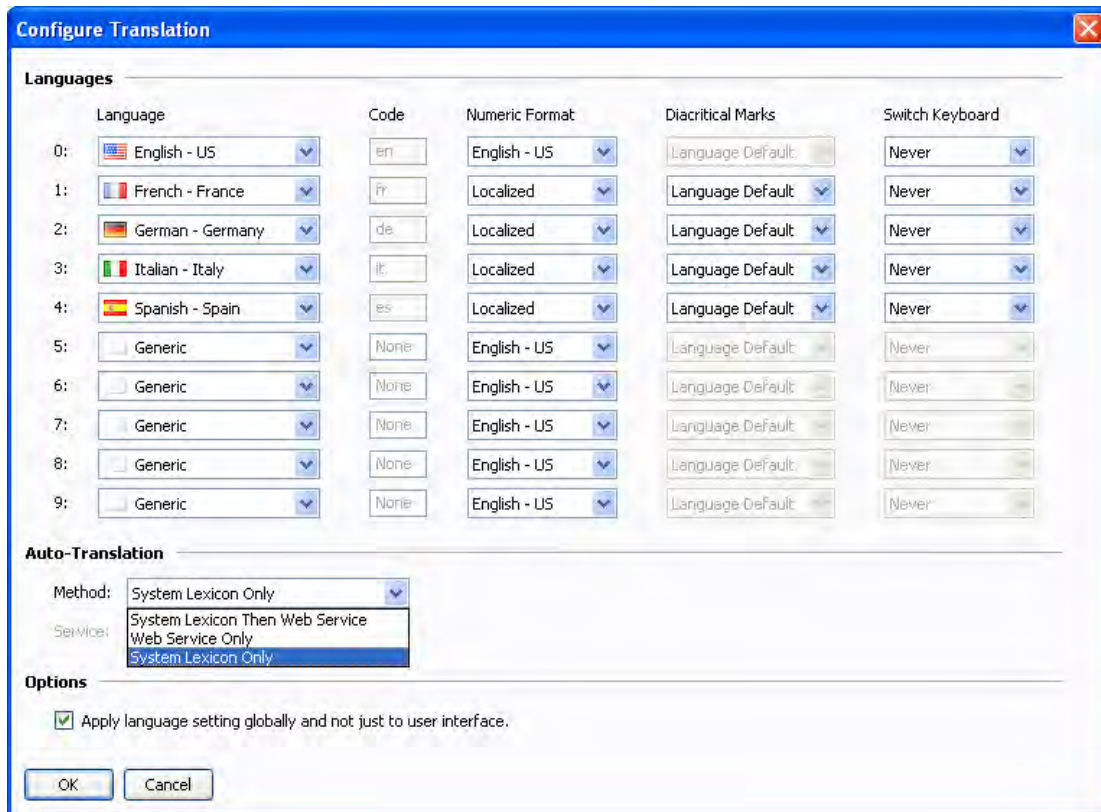 Configure Translation
Languages
Language Code Numeric Format Diacritical Marks Switch Keyboard
0: English - US en English - US Language Default Never
1: French - France fr Localized Language Default Never
2: German - Germany de Localized Language Default Never
3: Italian - Italy it Localized Language Default Never
4: Spanish - Spain es Localized Language Default Never
5: Generic None English - US Language Default Never
6: Generic None English - US Language Default Never
7: Generic None English - US Language Default Never
8: Generic None English - US Language Default Never
9: Generic None English - US Language Default Never
Auto-Translation
Method: System Lexicon Only
System Lexicon Then Web Service
Service: Web Service Only
System Lexicon Only
Options
Apply language setting globally and not just to user interface.
OK Cancel